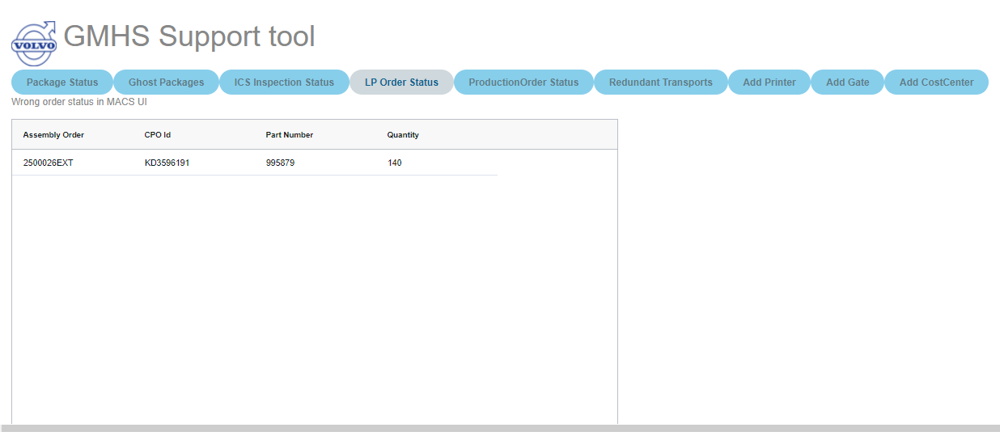 VOLVO
GMHS Support tool
Package Status Ghost Packages ICS Inspection Status LP Order Status ProductionOrder Status Redundant Transports Add Printer Add Gate Add CostCenter
Wrong order status in MACS UI
Assembly Order CPO Id Part Number Quantity
2500026EXT KD3596191 995879 140